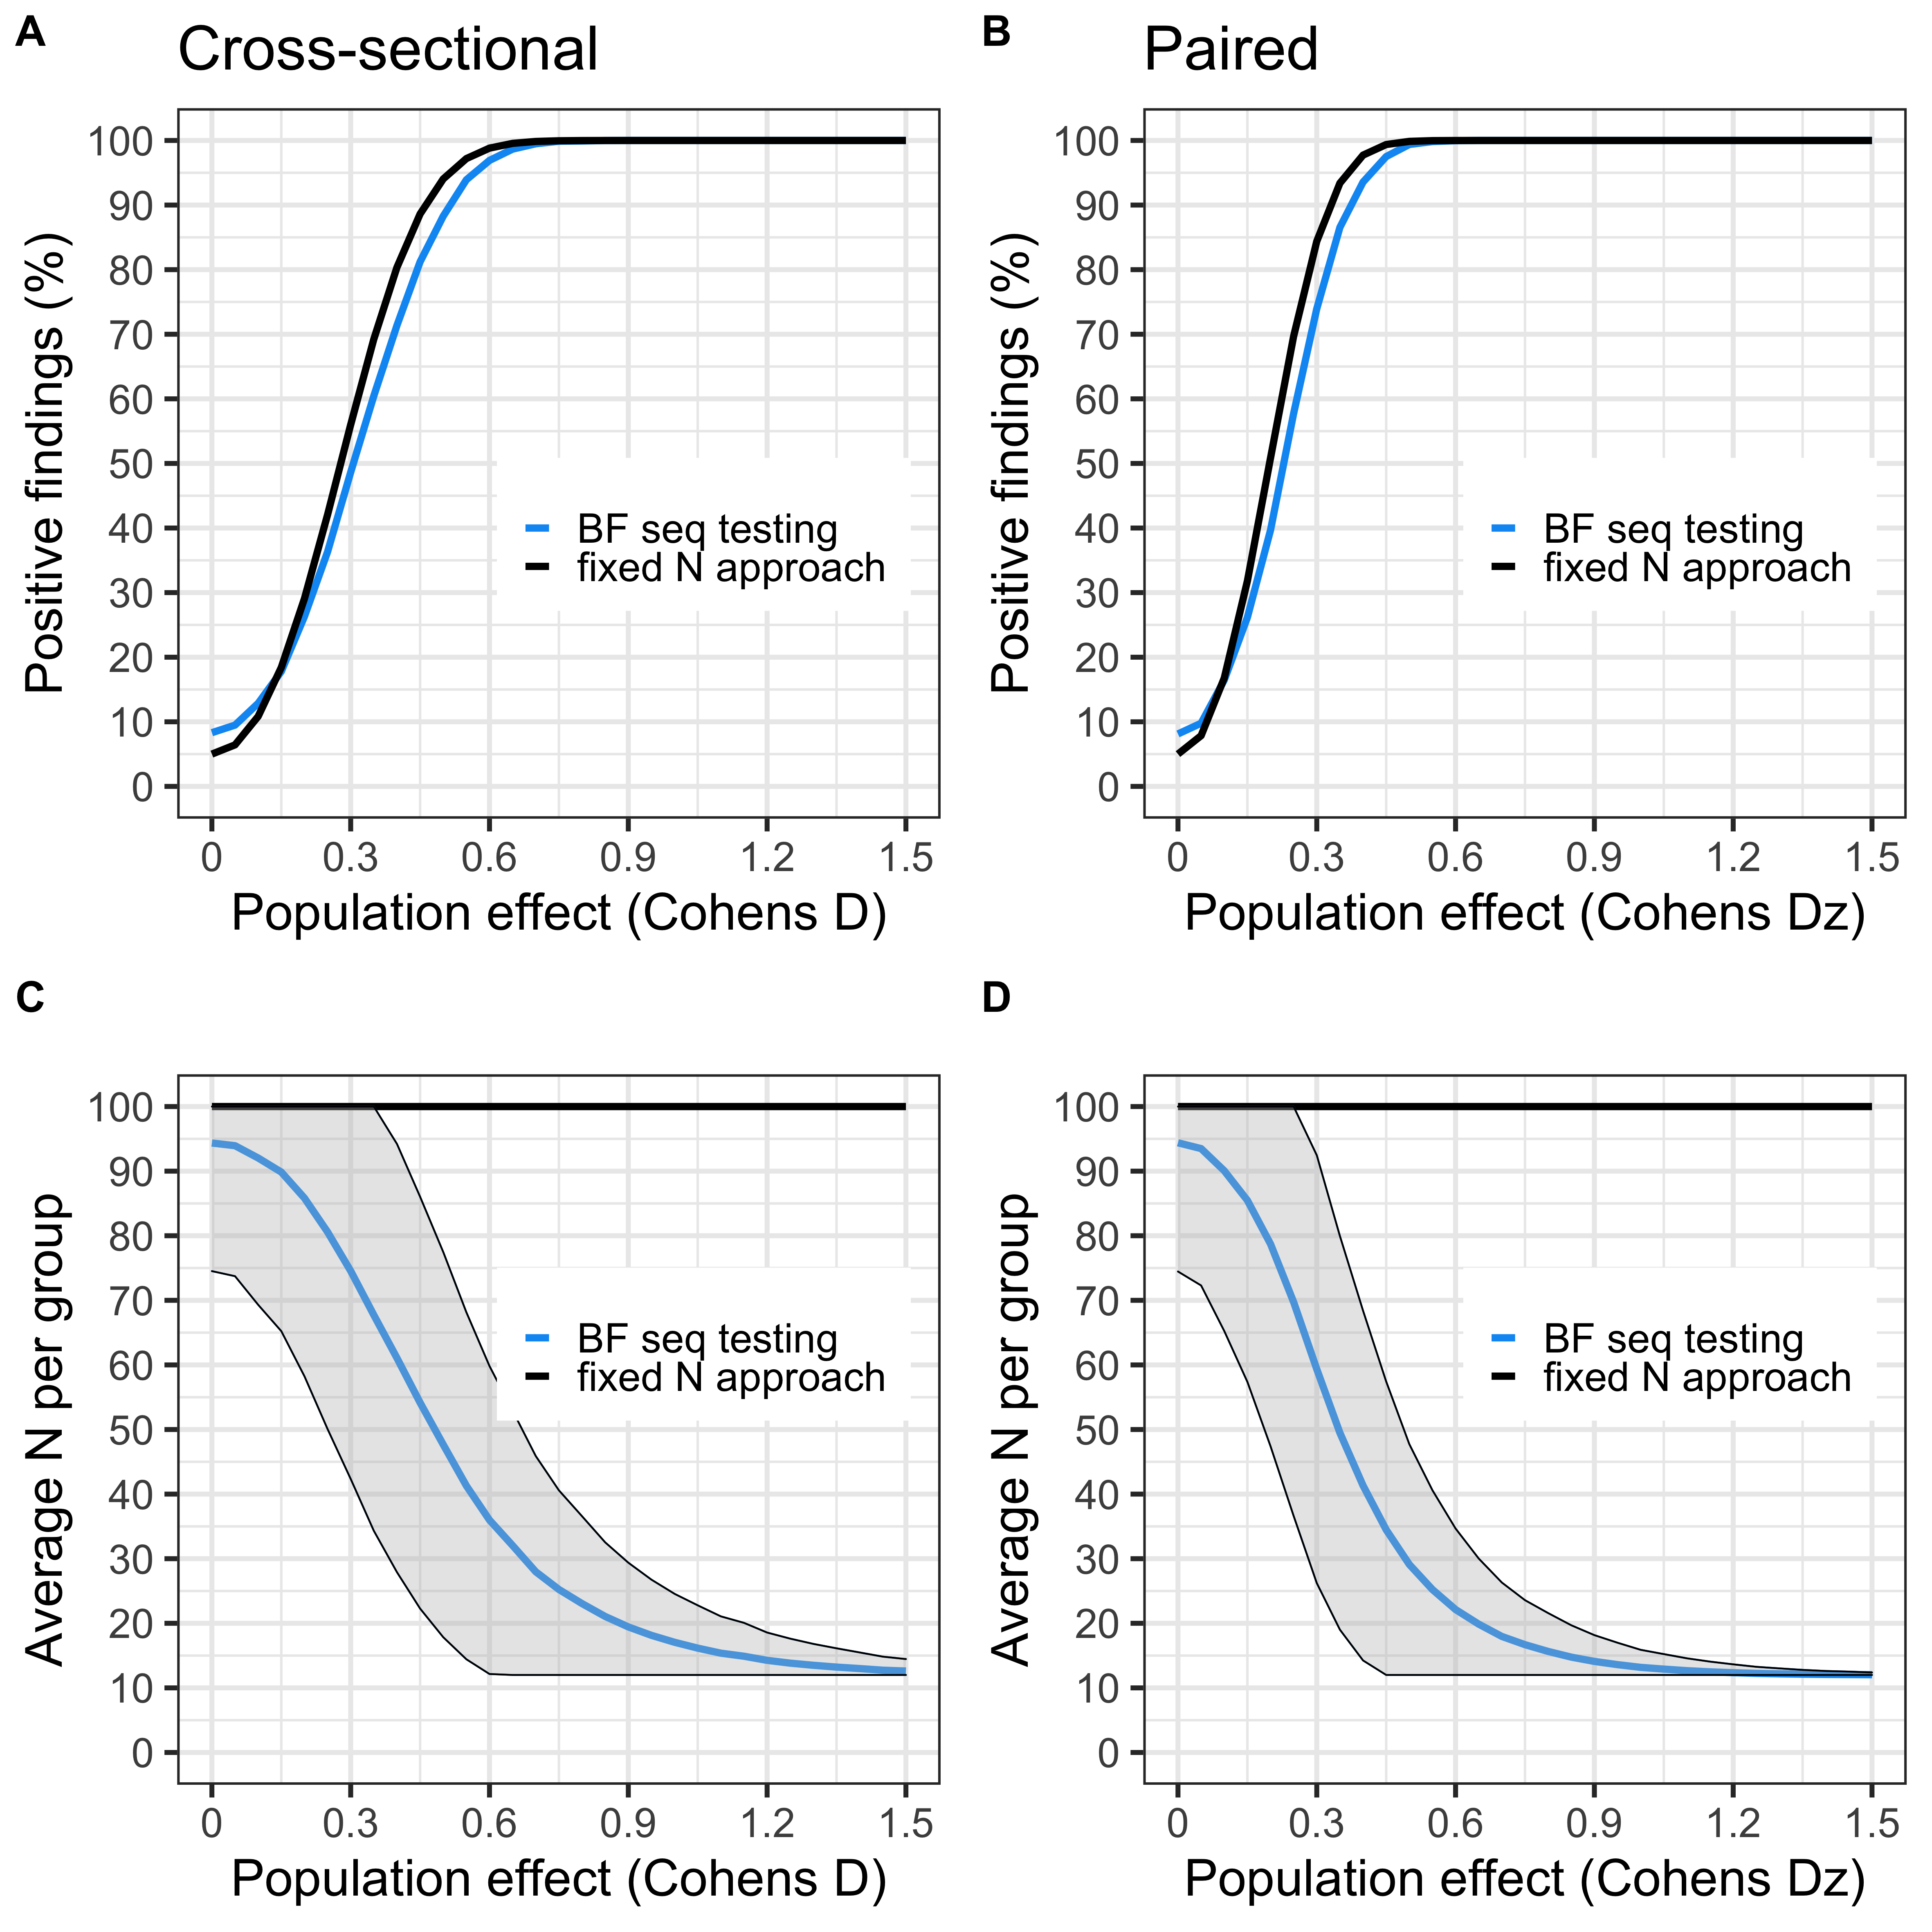 A
Cross-sectional
Positive findings (%)
100
90
80
70
60
50
40
30
20
10
0
BF seq testing
fixed N approach
0 0.3 0.6 0.9 1.2 1.5
Population effect (Cohens D)
B
Paired
Positive findings (%)
100
90
80
70
60
50
40
30
20
10
0
BF seq testing
fixed N approach
0 0.3 0.6 0.9 1.2 1.5
Population effect (Cohens Dz)
C
Average N per group
100
90
80
70
60
50
40
30
20
10
0
BF seq testing
fixed N approach
0 0.3 0.6 0.9 1.2 1.5
Population effect (Cohens D)
D
Average N per group
100
90
80
70
60
50
40
30
20
10
0
BF seq testing
fixed N approach
0 0.3 0.6 0.9 1.2 1.5
Population effect (Cohens Dz)